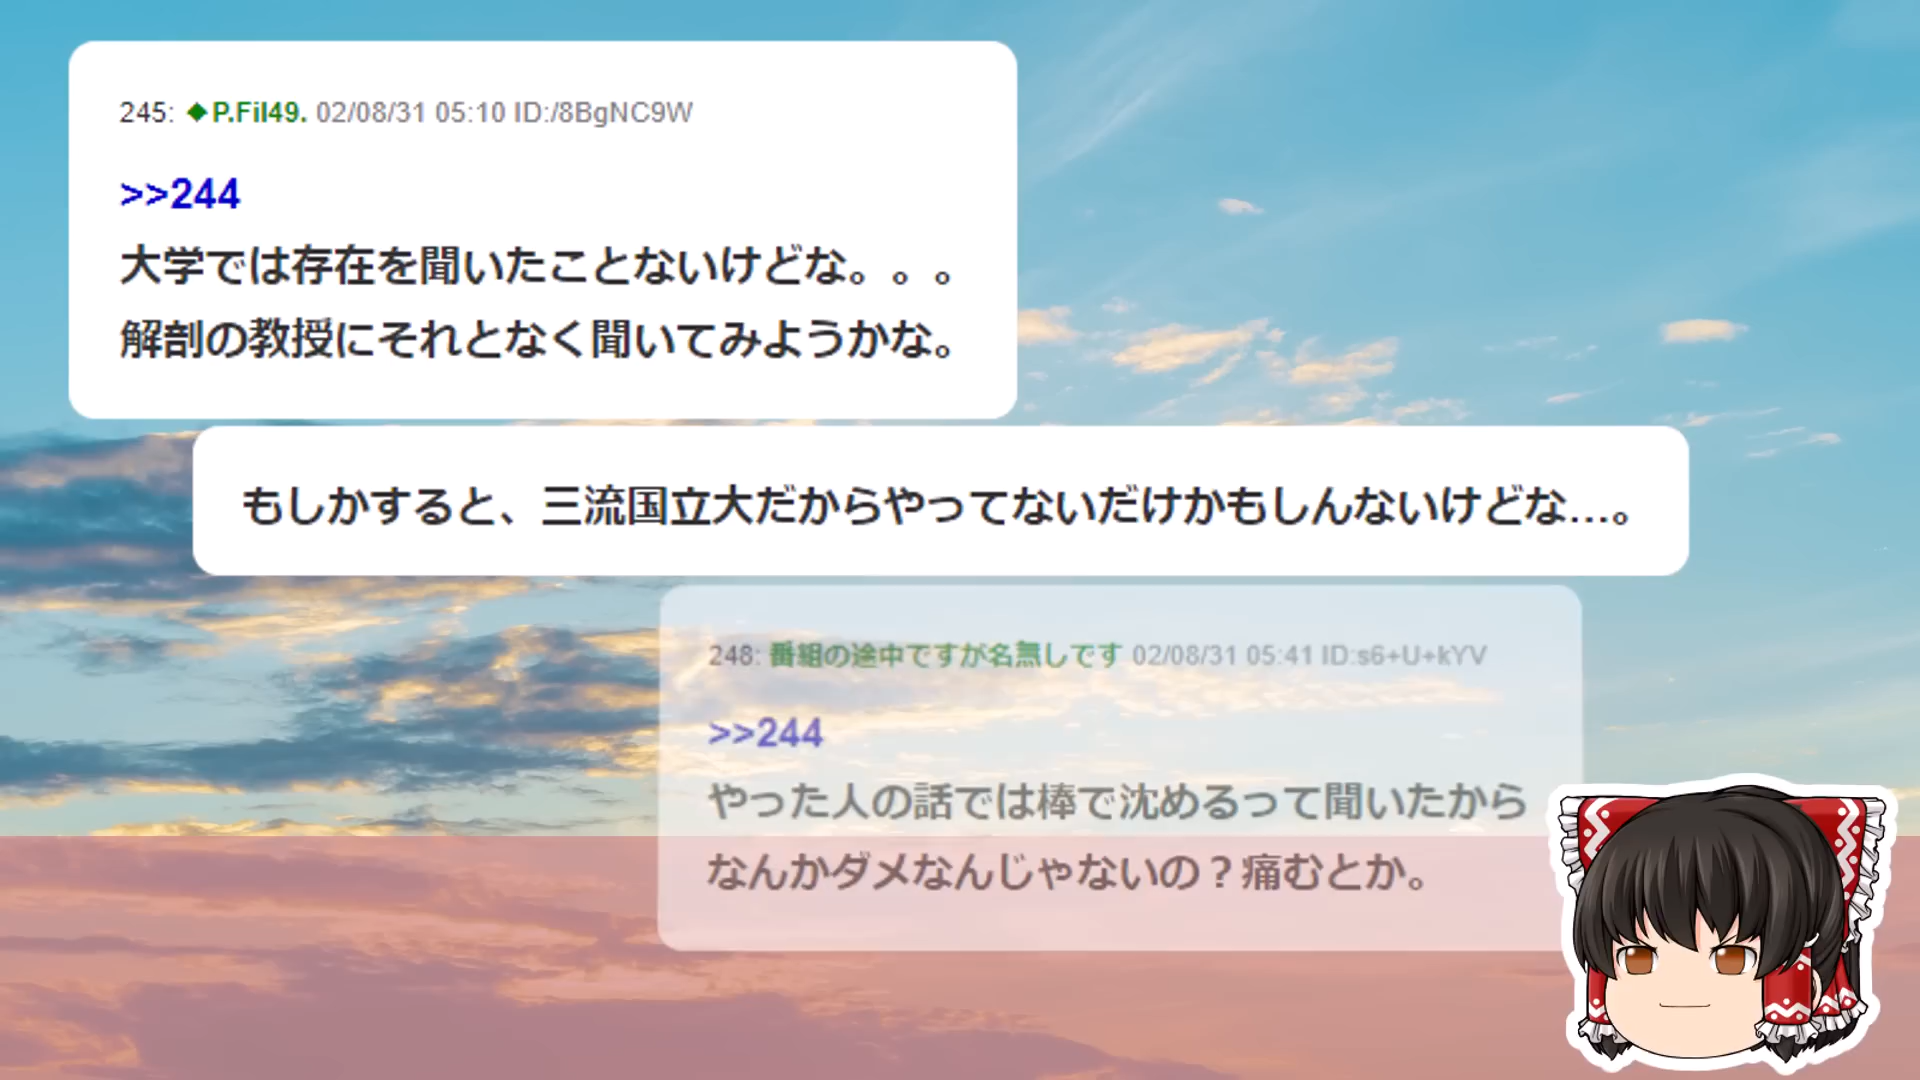 245: ◆P.Fil49. 02/08/31 05:10 ID:/8BgNC9W
>>244
大学では存在を聞いたことないけどな。。。
解剖の教授にそれとなく聞いてみようかな。
もしかすると、三流国立大だからやってないだけかもしんないけどな…。
248: 番組の途中ですが名無しです 02/08/31 05:41 ID:s6+U+kYV
>>244
やった人の話では棒で沈めるって聞いたから
なんかダメなんじゃないの？痛むとか。